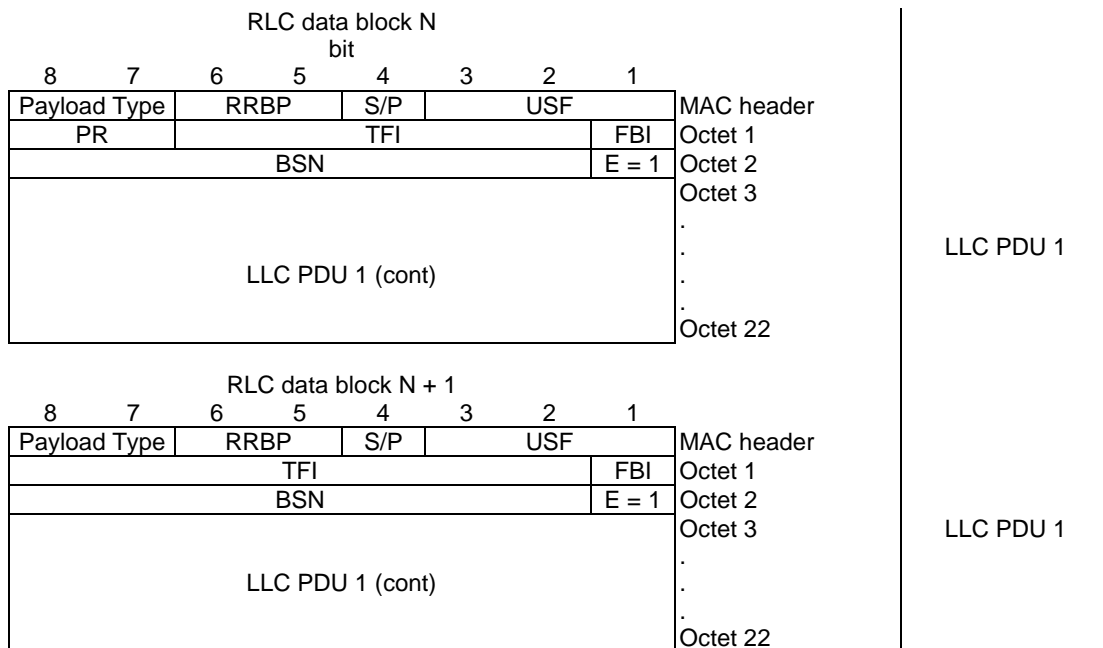 RLC data block N
bit
8 7 6 5 4 3 2 1
Payload Type RRBP S/P USF MAC header
PR TFI FBI Octet 1
BSN E = 1 Octet 2
Octet 3
.
.
LLC PDU 1
LLC PDU 1 (cont)
.
.
Octet 22
RLC data block N + 1
8 7 6 5 4 3 2 1
Payload Type RRBP S/P USF MAC header
TFI FBI Octet 1
BSN E = 1 Octet 2
Octet 3 LLC PDU 1
.
LLC PDU 1 (cont)
.
.
Octet 22